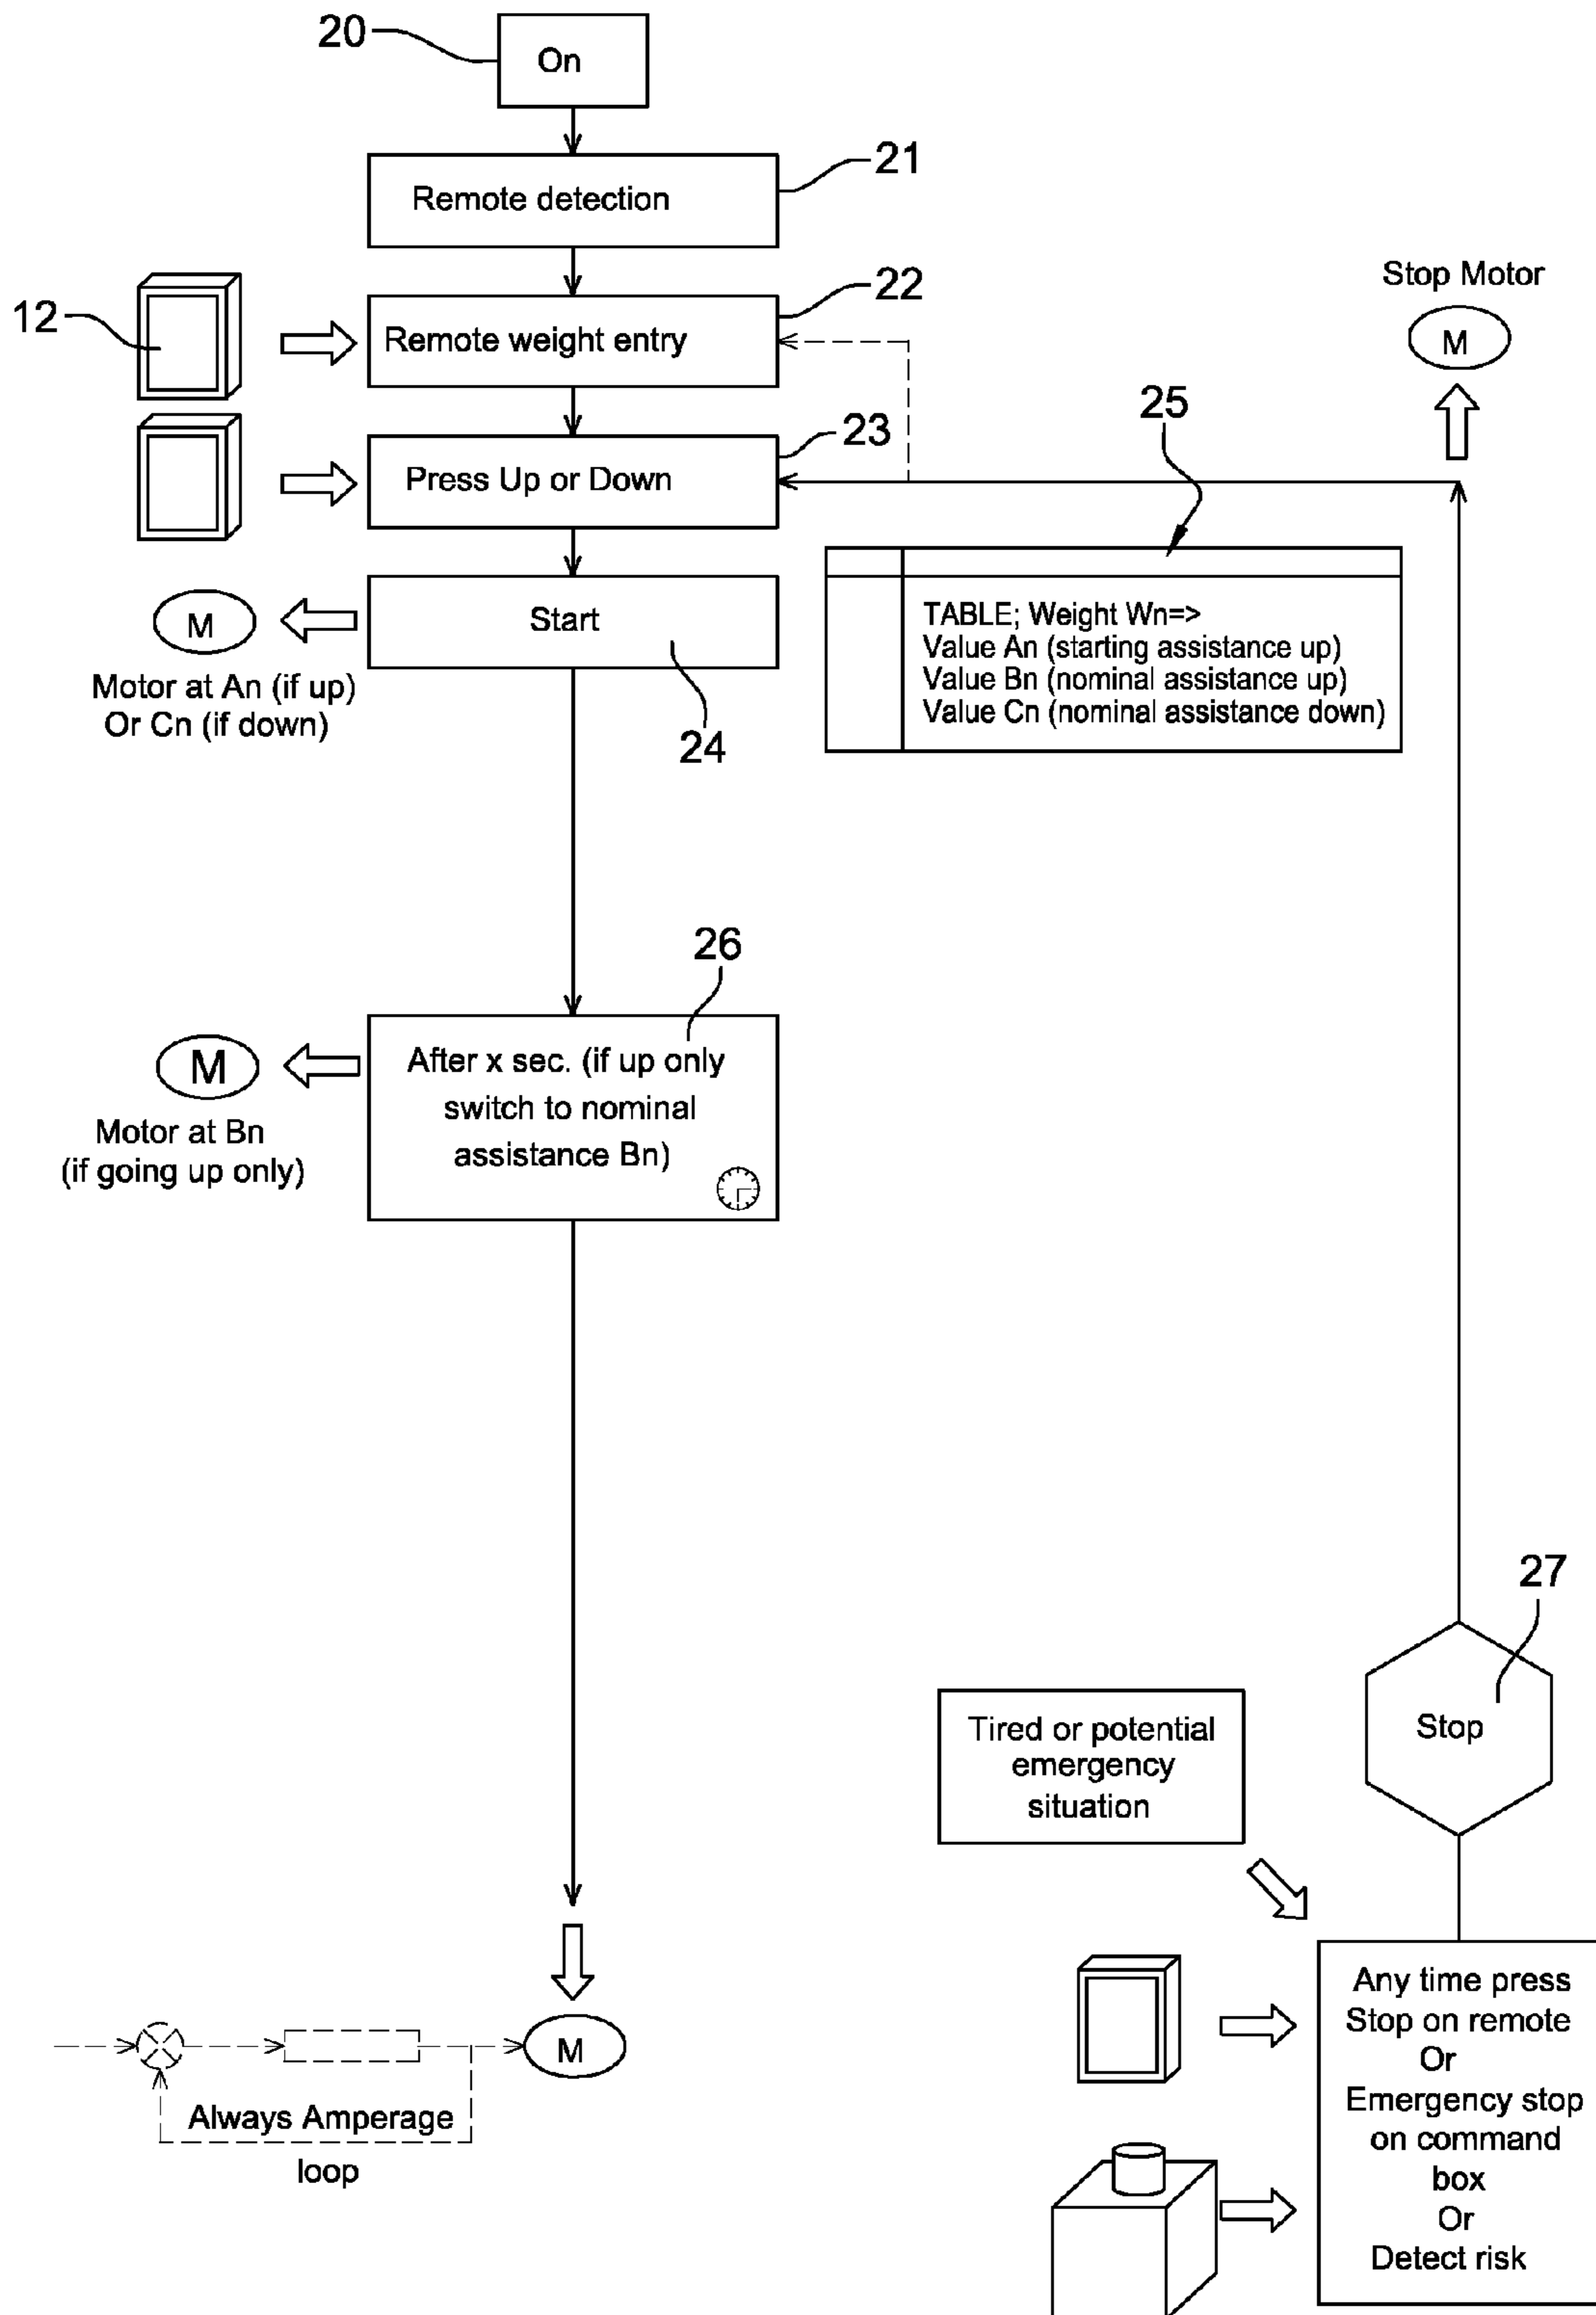 20
On
21
Remote detection
12
22
Remote weight entry
Stop Motor
M
23
Press Up or Down
25
M
Start
24
Motor at An (if up)
Or Cn (if down)
TABLE; Weight Wn=>
Value An (starting assistance up)
Value Bn (nominal assistance up)
Value Cn (nominal assistance down)
26
M
After x sec. (if up only
switch to nominal
assistance Bn)
Motor at Bn
(if going up only)
27
Stop
Tired or potential
emergency
situation
M
Always Amperage
loop
Any time press
Stop on remote
Or
Emergency stop
on command
box
Or
Detect risk